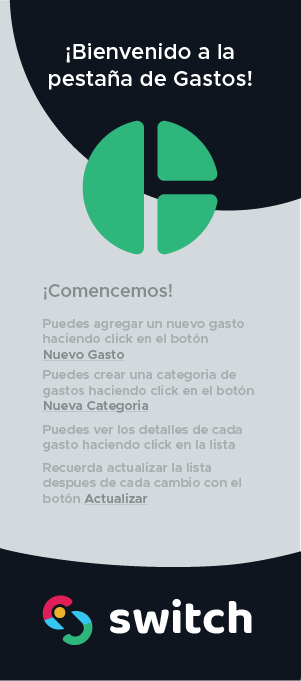 ¡Bienvenido a la
pestaña de Gastos!
¡Comencemos!
Puedes agregar un nuevo gasto
haciendo click en el botón
Nuevo Gasto
Puedes crear una categoria de
gastos haciendo click en el botón
Nueva Categoria
Puedes ver los detalles de cada
gasto haciendo click en la lista
Recuerda actualizar la lista
despues de cada cambio con el
botón Actualizar
switch